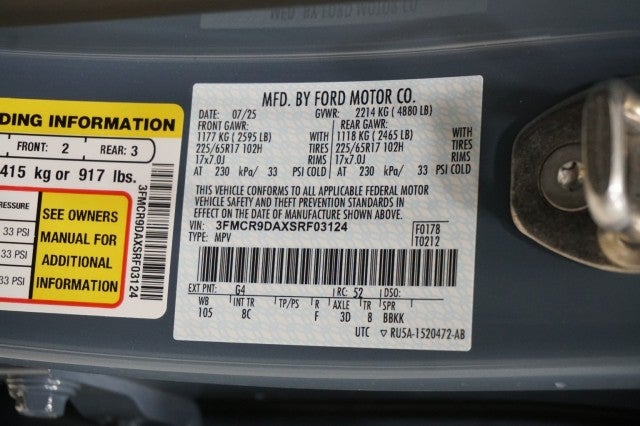 MFD. BY FORD MOTOR CO.
MFD. BY FORD MOTOR CO.
DATE: 07/25 GVWR: 2214 KG ( 4880 LB)
FRONT GAWR: REAR GAWR:
1177 KG ( 2595 LB) WITH 1118 KG ( 2465 LB) WITH
225/65R17 102H TIRES 225/65R17 102H TIRES
17x7.0J RIMS 17x7.0J RIMS
AT 230 kPa/ 33 PSI COLD AT 230 kPa/ 33 PSI COLD
THIS VEHICLE CONFORMS TO ALL APPLICABLE FEDERAL MOTOR
VEHICLE SAFETY AND THEFT PREVENTION STANDARDS IN
EFFECT ON THE DATE OF MANUFACTURE SHOWN ABOVE.
VIN: 3FMCR9DAXSRF03124 F0178
TYPE: MPV T0212
EXT PNT: G4 RC: 52 DSO:
WB INT TR TP/PS R AXLE TR SPR
105 8C F 3D 8 BBKK
UTC ▽ RU5A-1520472-AB
DING INFORMATION
FRONT: 2 REAR: 3
415 kg or 917 lbs.
RESSURE
33 PSI
33 PSI
SEE OWNERS
MANUAL FOR
ADDITIONAL
INFORMATION
3FMCR9DAXSRF03124